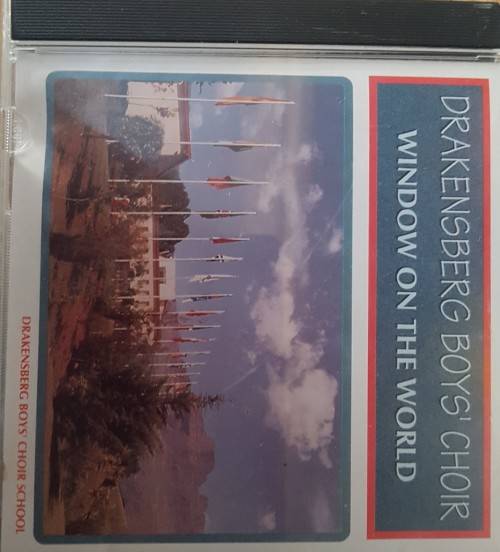 DRAKENSBERG BOYS' CHOIR
WINDOW ON THE WORLD
DRAKENSBERG BOYS' CHOIR SCHOOL